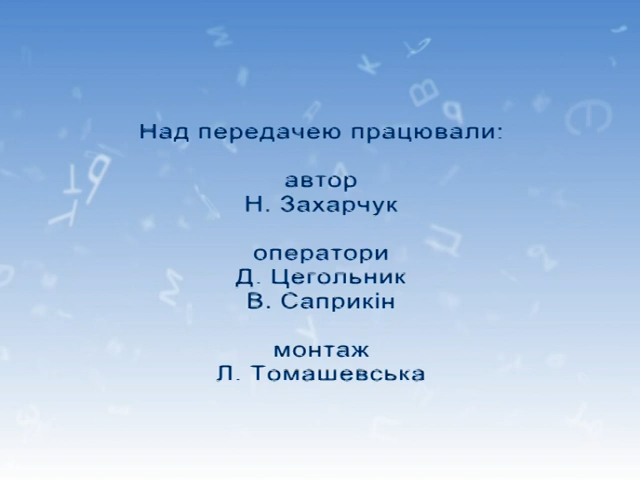 Над передачею працювали:
автор
Н. Захарчук
оператори
Д. Цегольник
В. Саприкін
монтаж
Л. Томашевська